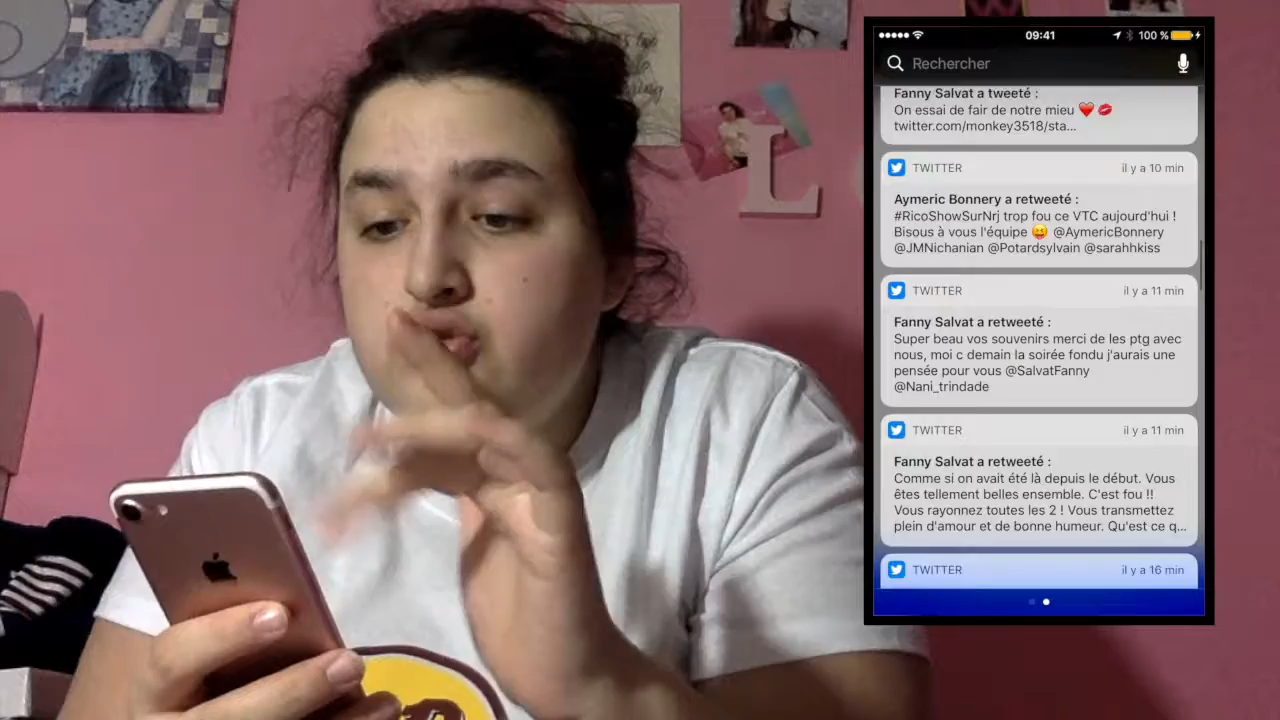 09:41
100 %
Rechercher
Fanny Salvat a tweeté :
On essai de fair de notre mieu ❤️💋
twitter.com/monkey3518/sta...
TWITTER
il y a 10 min
Aymeric Bonnery a retweeté :
#RicoShowSurNrj trop fou ce VTC aujourd'hui !
Bisous à vous l'équipe 😝 @AymericBonnery
@JMNichanian @Potardsylvain @sarahhkiss
TWITTER
il y a 11 min
Fanny Salvat a retweeté :
Super beau vos souvenirs merci de les ptg avec
nous, moi c demain la soirée fondu j'aurais une
pensée pour vous @SalvatFanny
@Nani_trindade
TWITTER
il y a 11 min
Fanny Salvat a retweeté :
Comme si on avait été là depuis le début. Vous
êtes tellement belles ensemble. C'est fou !!
Vous rayonnez toutes les 2 ! Vous transmettez
plein d'amour et de bonne humeur. Qu'est ce q...
TWITTER
il y a 16 min
L